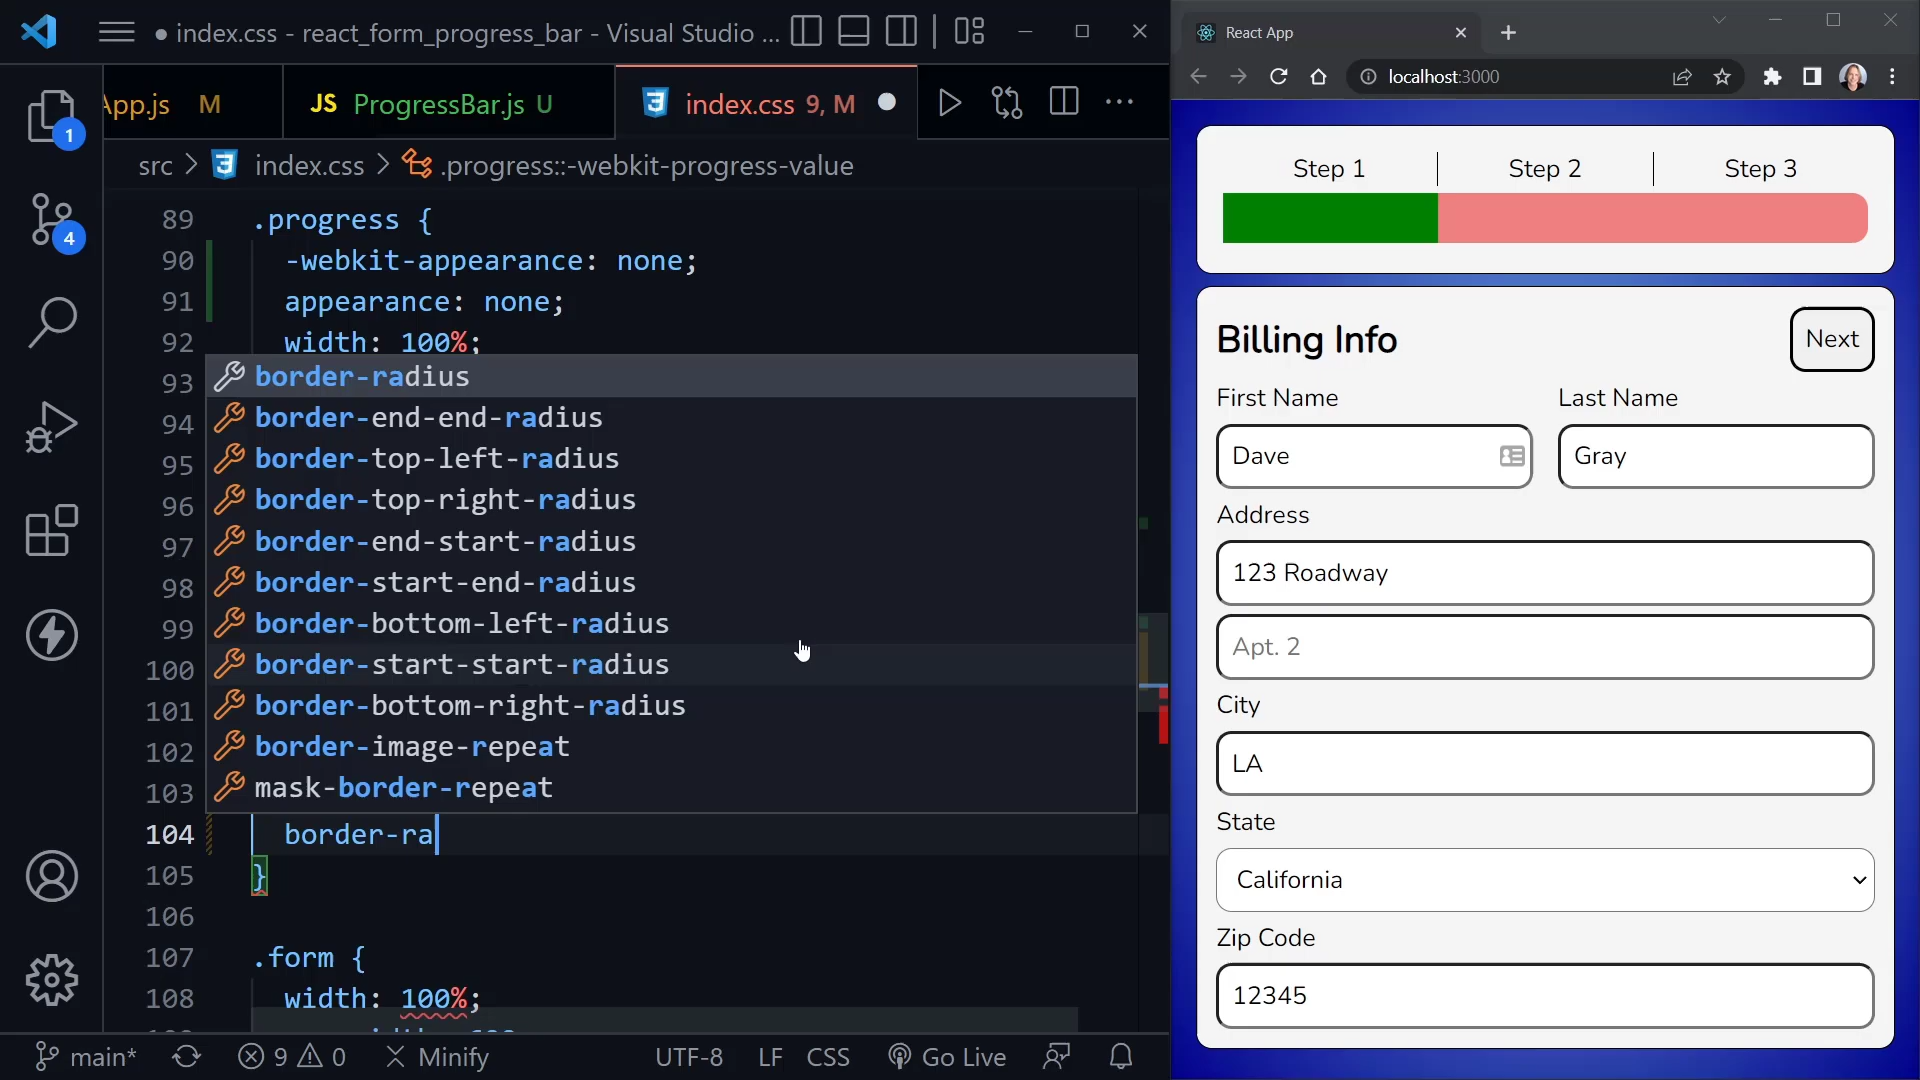 ● index.css - react_form_progress_bar - Visual Studio ...
App.js M
JS ProgressBar.js U
index.css 9, M
src > index.css > .progress::-webkit-progress-value
89 .progress {
90 -webkit-appearance: none;
91 appearance: none;
92 width: 100%;
93
94
95
96
97
98
99
100
101
102
103
border-radius
border-end-end-radius
border-top-left-radius
border-top-right-radius
border-end-start-radius
border-start-end-radius
border-bottom-left-radius
border-start-start-radius
border-bottom-right-radius
border-image-repeat
mask-border-repeat
104 border-ra
105 }
106
107 .form {
108 width: 100%;
1
4
main* 9 0 Minify UTF-8 LF CSS Go Live
React App
localhost:3000
Step 1 Step 2 Step 3
Billing Info
Next
First Name Last Name
Dave Gray
Address
123 Roadway
Apt. 2
City
LA
State
California
Zip Code
12345